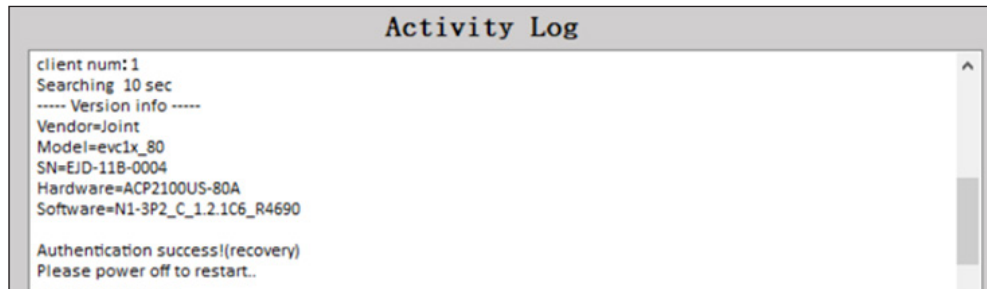 Activity Log
client num: 1
Searching  10 sec
----- Version info -----
Vendor=Joint
Model=evc1x_80
SN=EJD-11B-0004
Hardware=ACP2100US-80A
Software=N1-3P2_C_1.2.1C6_R4690
Authentication success!(recovery)
Please power off to restart..